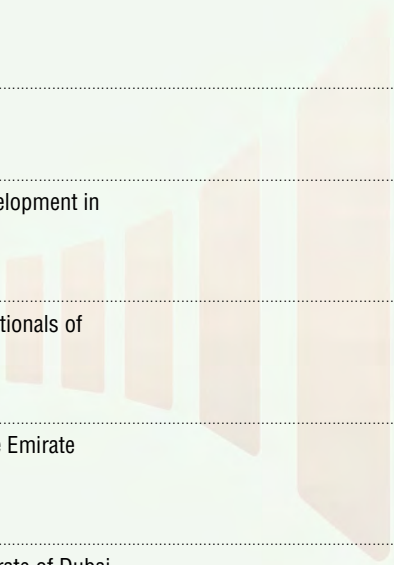 elopment in
tionals of
Emirate
rate of Dubai